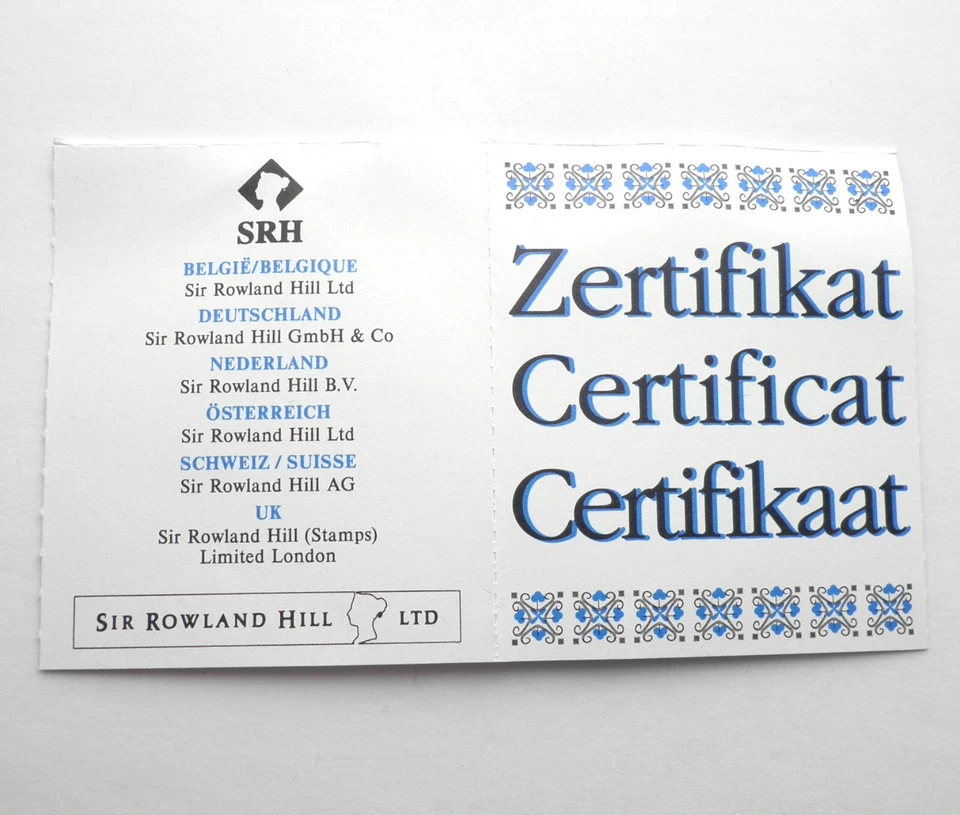 SRH
BELGIË/BELGIQUE
Sir Rowland Hill Ltd
DEUTSCHLAND
Sir Rowland Hill GmbH & Co
NEDERLAND
Sir Rowland Hill B.V.
ÖSTERREICH
Sir Rowland Hill Ltd
SCHWEIZ / SUISSE
Sir Rowland Hill AG
UK
Sir Rowland Hill (Stamps)
Limited London
SIR ROWLAND HILL LTD
Zertifikat
Certificat
Certifikaat